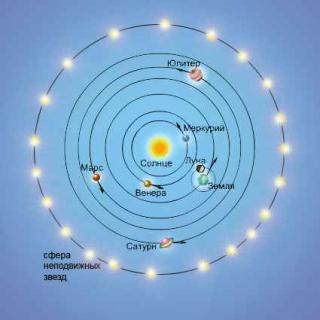 Юпитер
Меркурий
Солнце
Луна
Марс
Земля
Венера
Сатурн
сфера
неподвижных
звезд